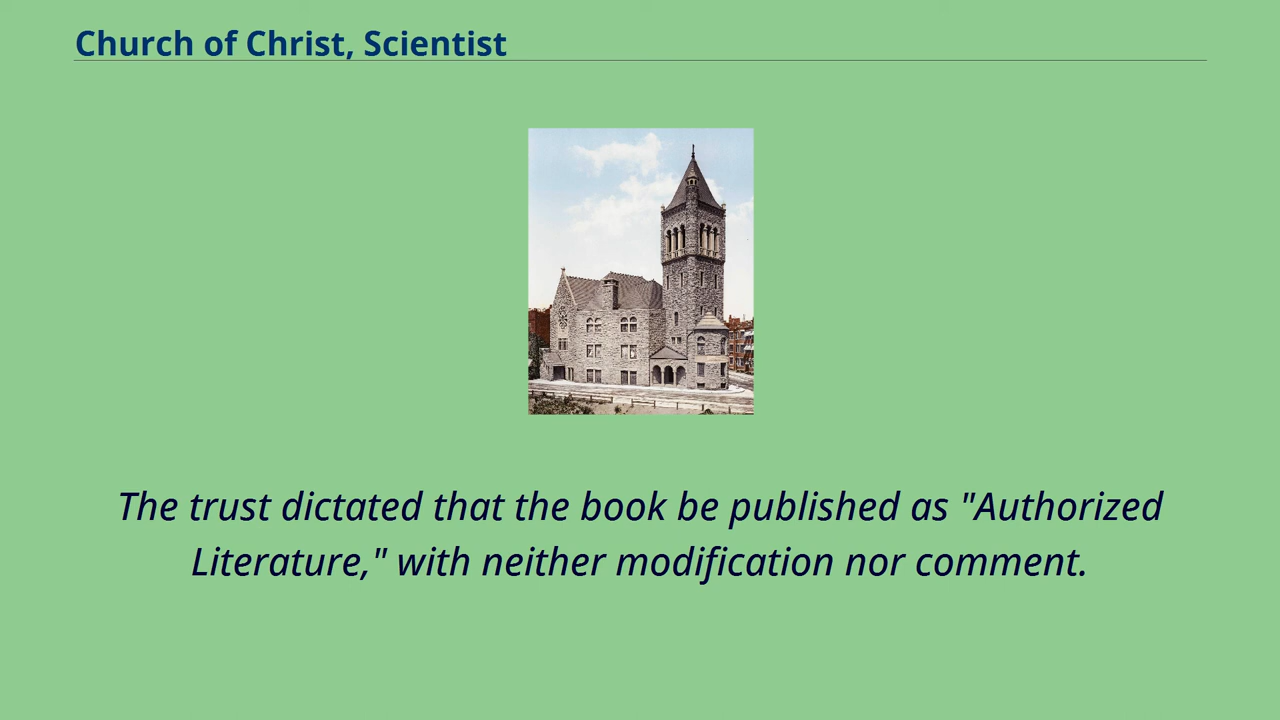 Church of Christ, Scientist
The trust dictated that the book be published as "Authorized
Literature," with neither modification nor comment.